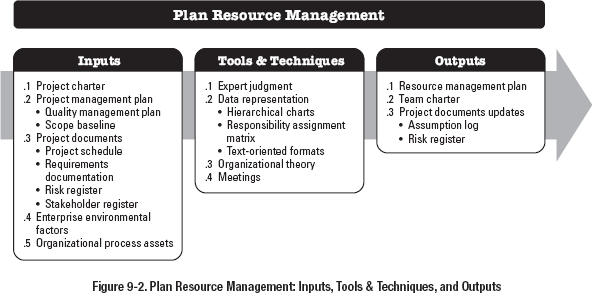 Plan Resource Management
Inputs
.1 Project charter
.2 Project management plan
• Quality management plan
• Scope baseline
.3 Project documents
• Project schedule
• Requirements
documentation
• Risk register
• Stakeholder register
.4 Enterprise environmental
factors
.5 Organizational process assets
Tools & Techniques
.1 Expert judgment
.2 Data representation
• Hierarchical charts
• Responsibility assignment
matrix
• Text-oriented formats
.3 Organizational theory
.4 Meetings
Outputs
.1 Resource management plan
.2 Team charter
.3 Project documents updates
• Assumption log
• Risk register
Figure 9-2. Plan Resource Management: Inputs, Tools & Techniques, and Outputs